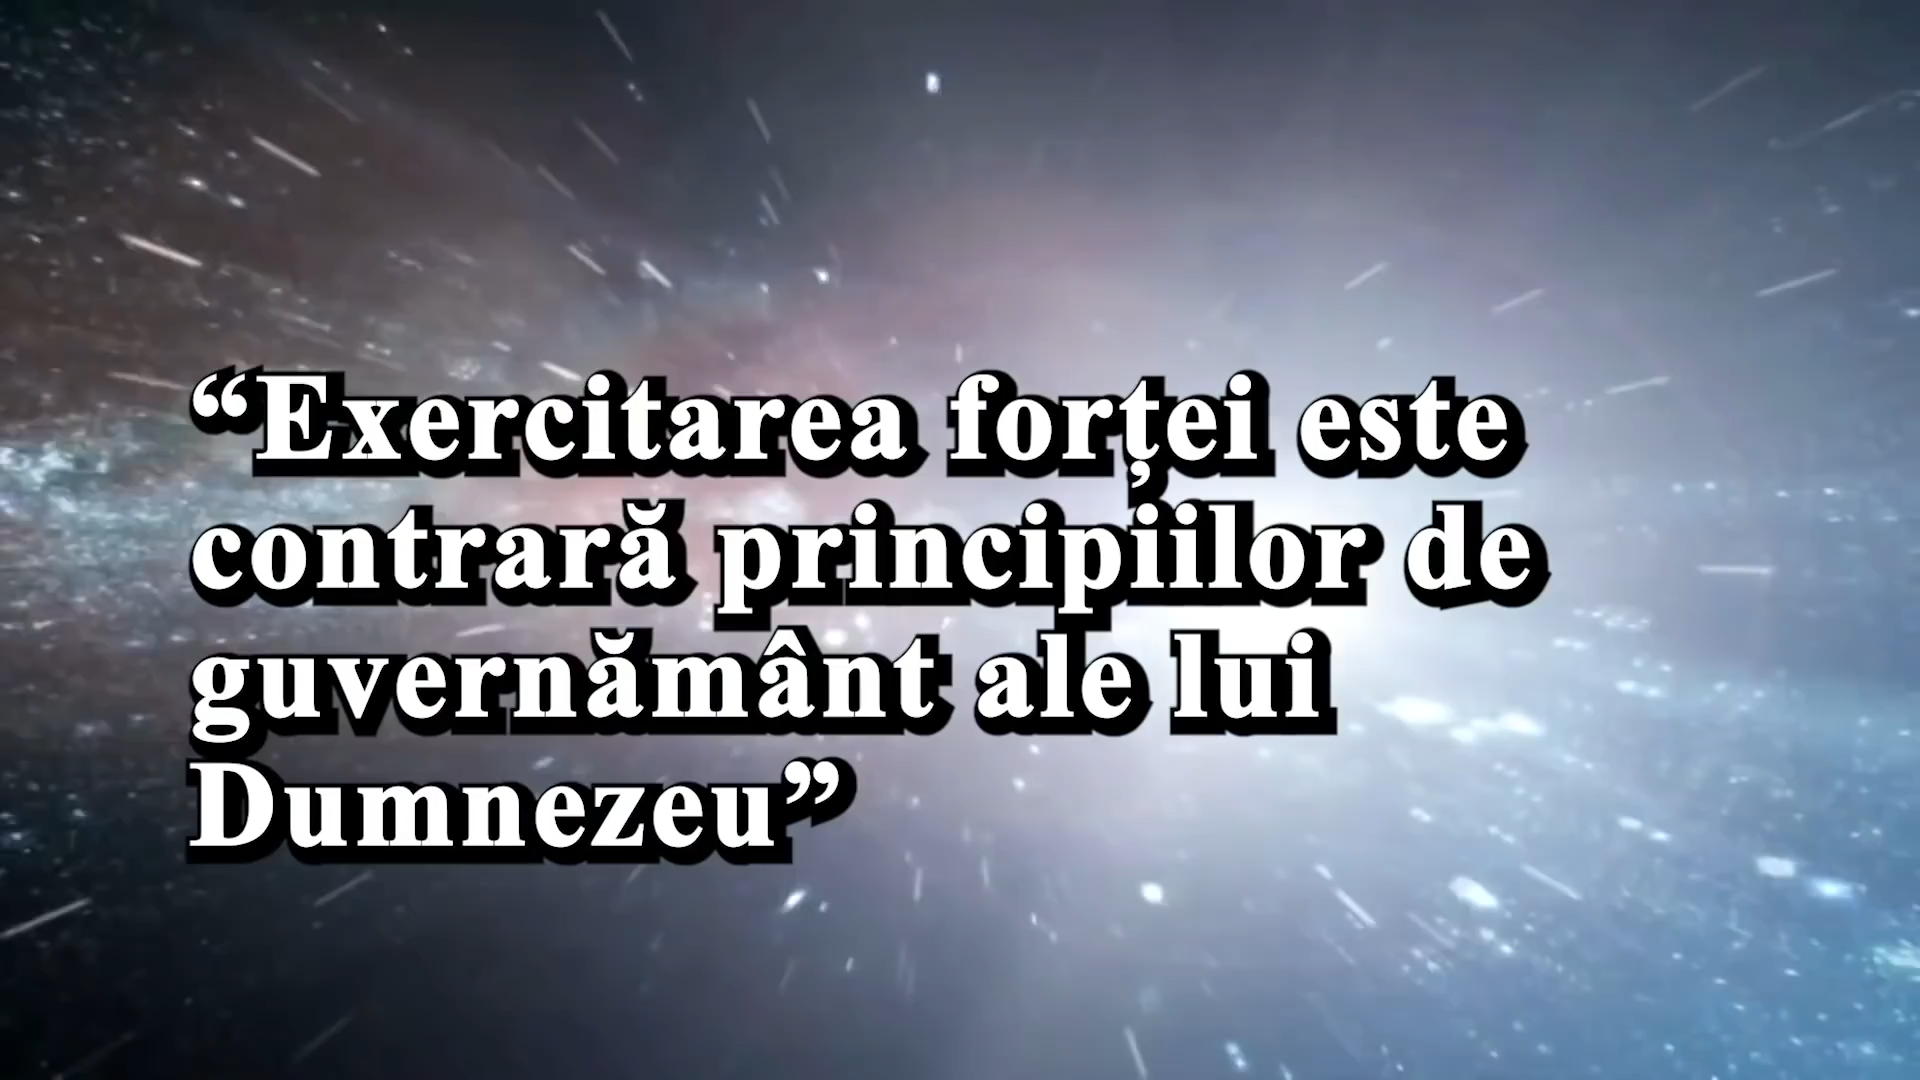 “Exercitarea forței este
contrară principiilor de
guvernământ ale lui
Dumnezeu”